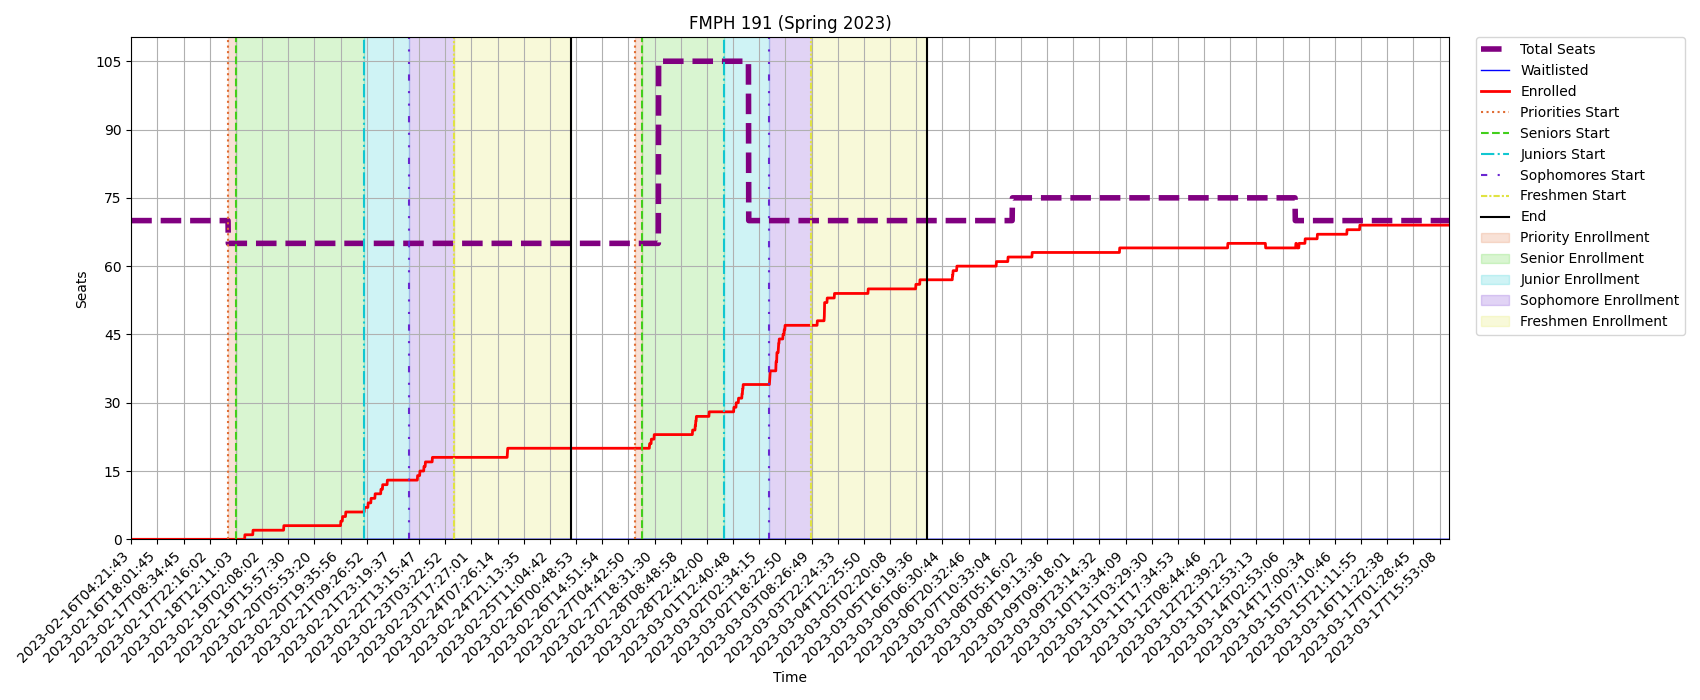 FMPH 191 (Spring 2023)
Seats
105
90
75
60
45
30
15
0
2023-02-16T04:21:43
2023-02-16T18:01:45
2023-02-17T08:34:45
2023-02-17T22:16:02
2023-02-18T12:11:03
2023-02-19T02:08:02
2023-02-19T15:57:30
2023-02-20T05:53:20
2023-02-20T19:35:56
2023-02-21T09:26:52
2023-02-21T23:19:37
2023-02-22T13:15:47
2023-02-23T03:22:52
2023-02-23T17:27:01
2023-02-24T07:26:14
2023-02-24T21:13:35
2023-02-25T11:04:42
2023-02-26T00:48:53
2023-02-26T14:51:54
2023-02-27T04:42:50
2023-02-27T18:31:30
2023-02-28T08:48:58
2023-02-28T22:42:00
2023-03-01T12:40:48
2023-03-02T02:34:15
2023-03-02T18:22:50
2023-03-03T08:26:49
2023-03-03T22:24:33
2023-03-04T12:25:50
2023-03-05T02:20:08
2023-03-05T16:19:36
2023-03-06T06:30:44
2023-03-06T20:32:46
2023-03-07T10:33:04
2023-03-08T05:16:02
2023-03-08T19:13:36
2023-03-09T09:18:01
2023-03-09T23:14:32
2023-03-10T13:34:09
2023-03-11T03:29:30
2023-03-11T17:34:53
2023-03-12T08:44:46
2023-03-12T22:39:22
2023-03-13T12:53:13
2023-03-14T02:53:06
2023-03-14T17:00:34
2023-03-15T07:10:46
2023-03-15T21:11:55
2023-03-16T11:22:38
2023-03-17T01:28:45
2023-03-17T15:53:08
Time
Total Seats
Waitlisted
Enrolled
Priorities Start
Seniors Start
Juniors Start
Sophomores Start
Freshmen Start
End
Priority Enrollment
Senior Enrollment
Junior Enrollment
Sophomore Enrollment
Freshmen Enrollment